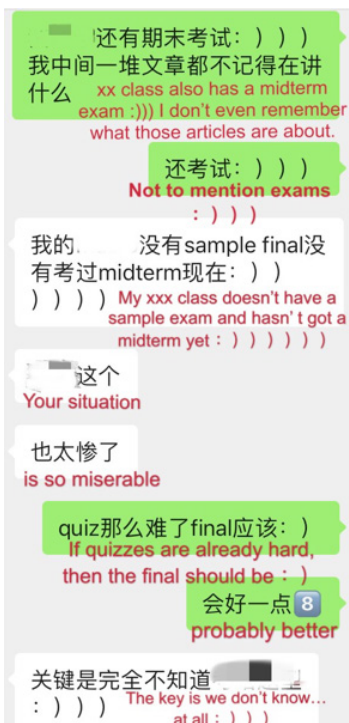 还有期末考试：）））
我中间一堆文章都不记得在讲
什么
xx class also has a midterm
exam :))) I don't even remember
what those articles are about.
还考试：）））
Not to mention exams
：）））
我的 没有sample final没
有考过midterm现在：））
））））
My xxx class doesn't have a
sample exam and hasn't got a
midterm yet：））））））
这个
Your situation
也太惨了
is so miserable
quiz那么难了final应该：）
If quizzes are already hard,
then the final should be：）
会好一点8️⃣
probably better
关键是完全不知道
：）））
The key is we don't know...
at all：）））